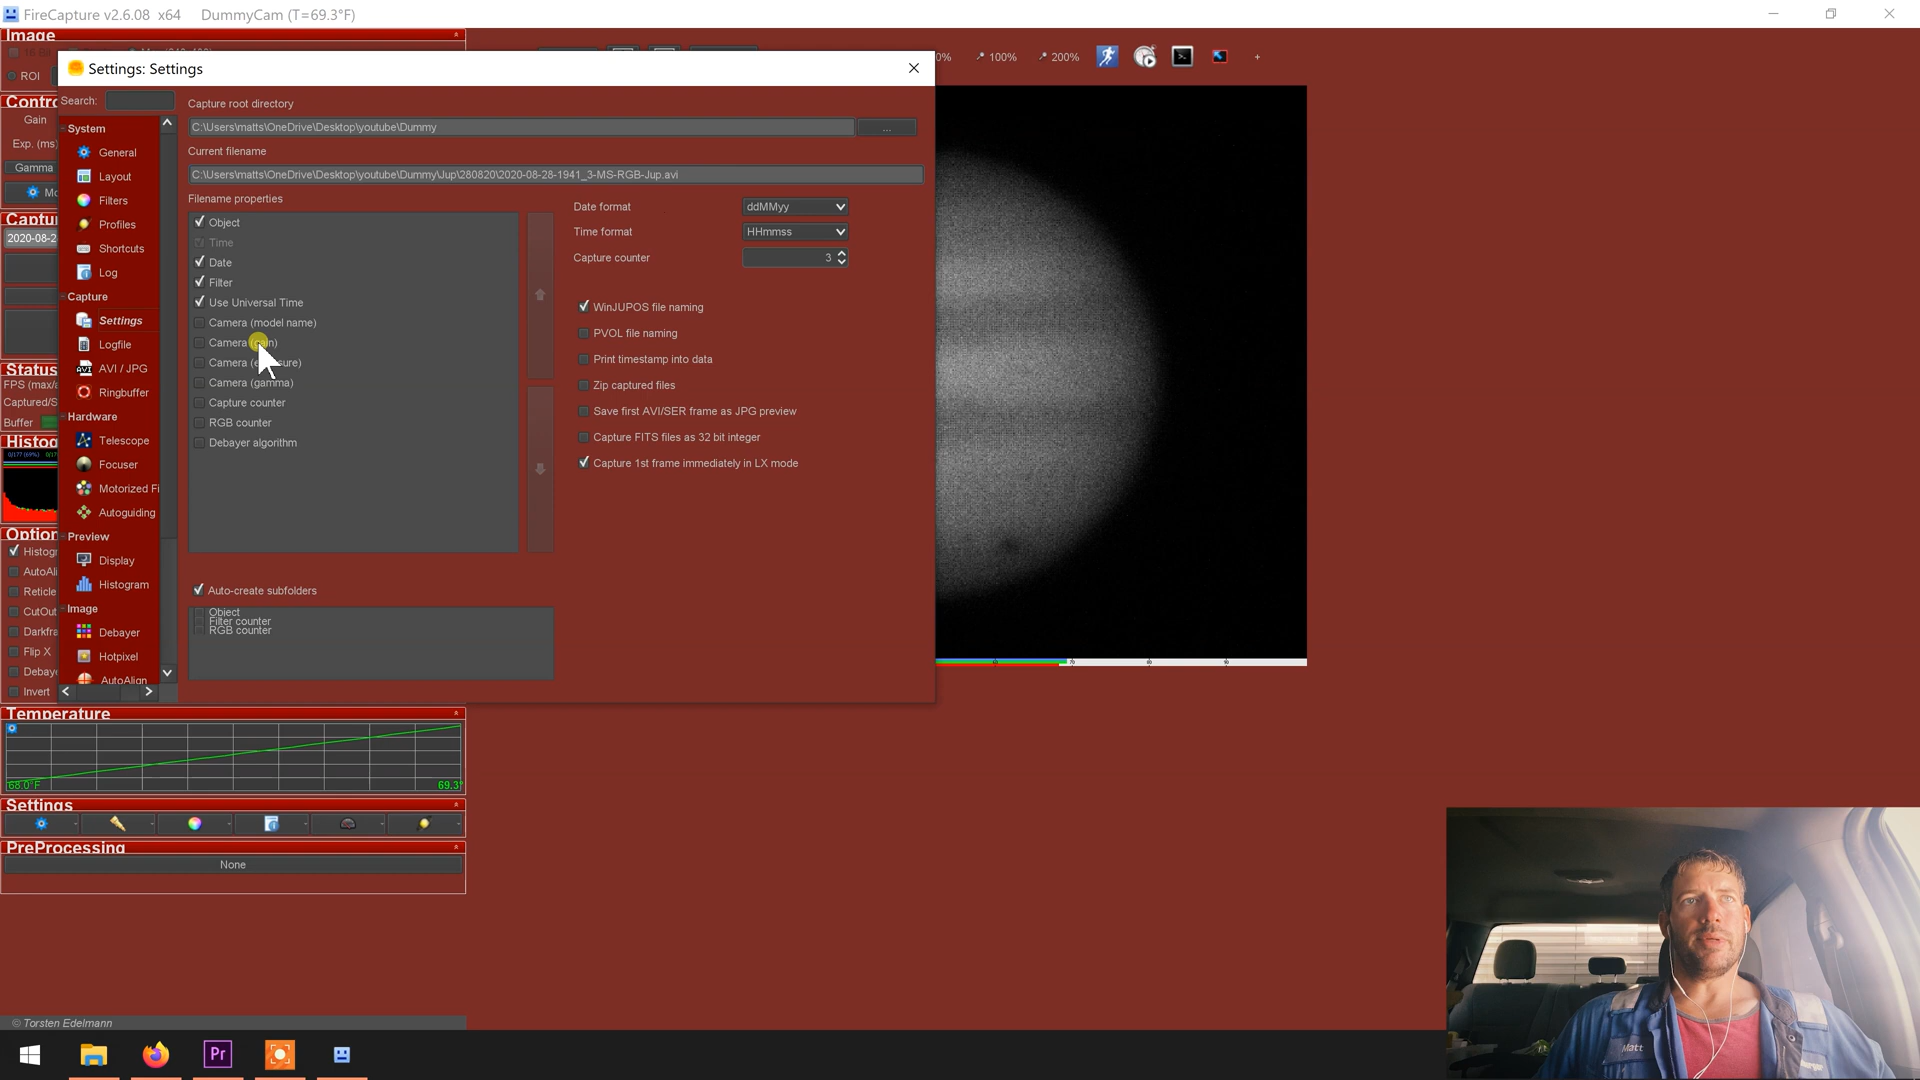 FireCapture v2.6.08 x64 DummyCam (T=69.3°F)
Image
ROI
Gain
Exp. (ms)
Gamma
2020-08-2
Status
FPS (max/a
Captured/S
Buffer
Histog
AutoAli
Reticle
CutOut
Darkfra
Flip X
Debaye
Invert
100%
200%
Settings: Settings
Search:
System
General
Layout
Filters
Profiles
Shortcuts
Log
Capture
Settings
Logfile
AVI / JPG
Ringbuffer
Hardware
Telescope
Focuser
Motorized Fi
Autoguiding
Preview
Display
Histogram
Image
Debayer
Hotpixel
AutoAlign
Capture root directory
C:\Users\matts\OneDrive\Desktop\youtube\Dummy
...
Current filename
C:\Users\matts\OneDrive\Desktop\youtube\Dummy\Jup\280820\2020-08-28-1941_3-MS-RGB-Jup.avi
Filename properties
Object
Time
Date
Filter
Use Universal Time
Camera (model name)
Camera (gain)
Camera (exposure)
Camera (gamma)
Capture counter
RGB counter
Debayer algorithm
Date format ddMMyy
Time format HHmmss
Capture counter 3
WinJUPOS file naming
PVOL file naming
Print timestamp into data
Zip captured files
Save first AVI/SER frame as JPG preview
Capture FITS files as 32 bit integer
Capture 1st frame immediately in LX mode
Auto-create subfolders
Object
Filter counter
RGB counter
Temperature
68.0°F
69.3°
Settings
PreProcessing
None
© Torsten Edelmann
Pr
Matt